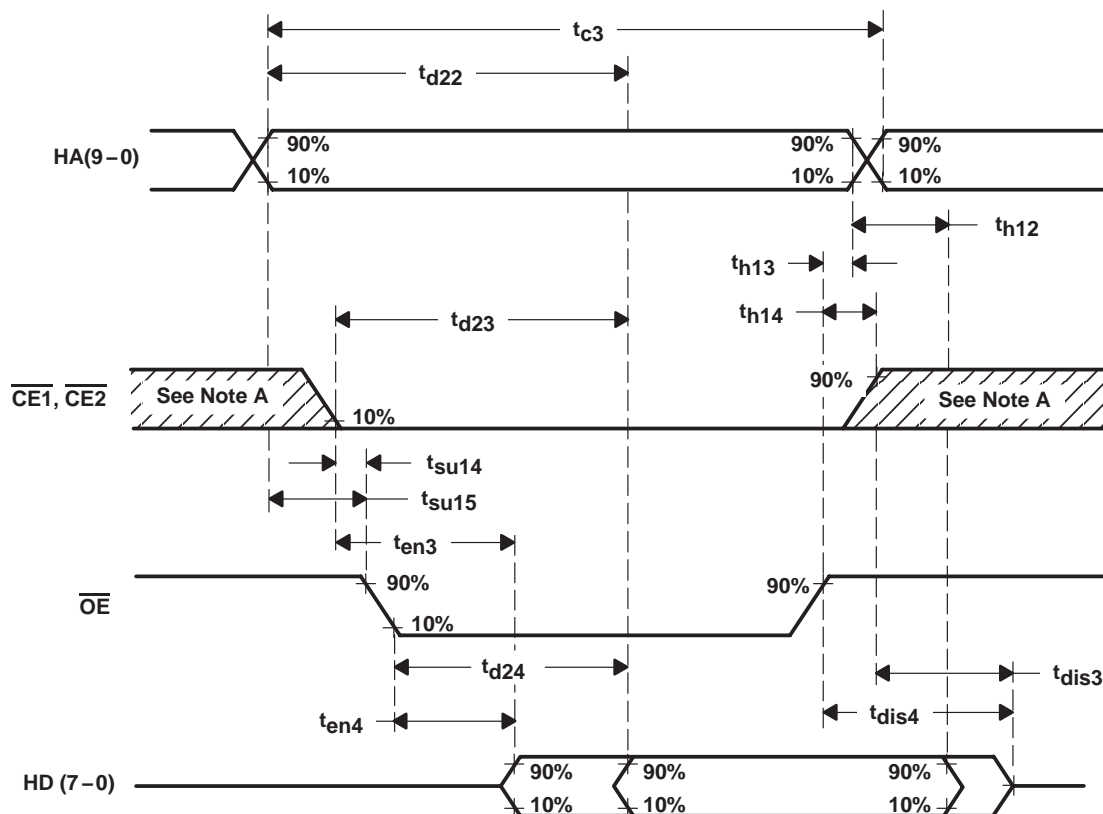 tc3
td22
HA(9–0)
90%
90%
90%
10%
10%
10%
th12
th13
th14
td23
CE1, CE2
See Note A
90%
See Note A
10%
tsu14
tsu15
ten3
OE
90%
90%
10%
td24
tdis3
ten4
tdis4
HD (7–0)
90%
90%
90%
10%
10%
10%